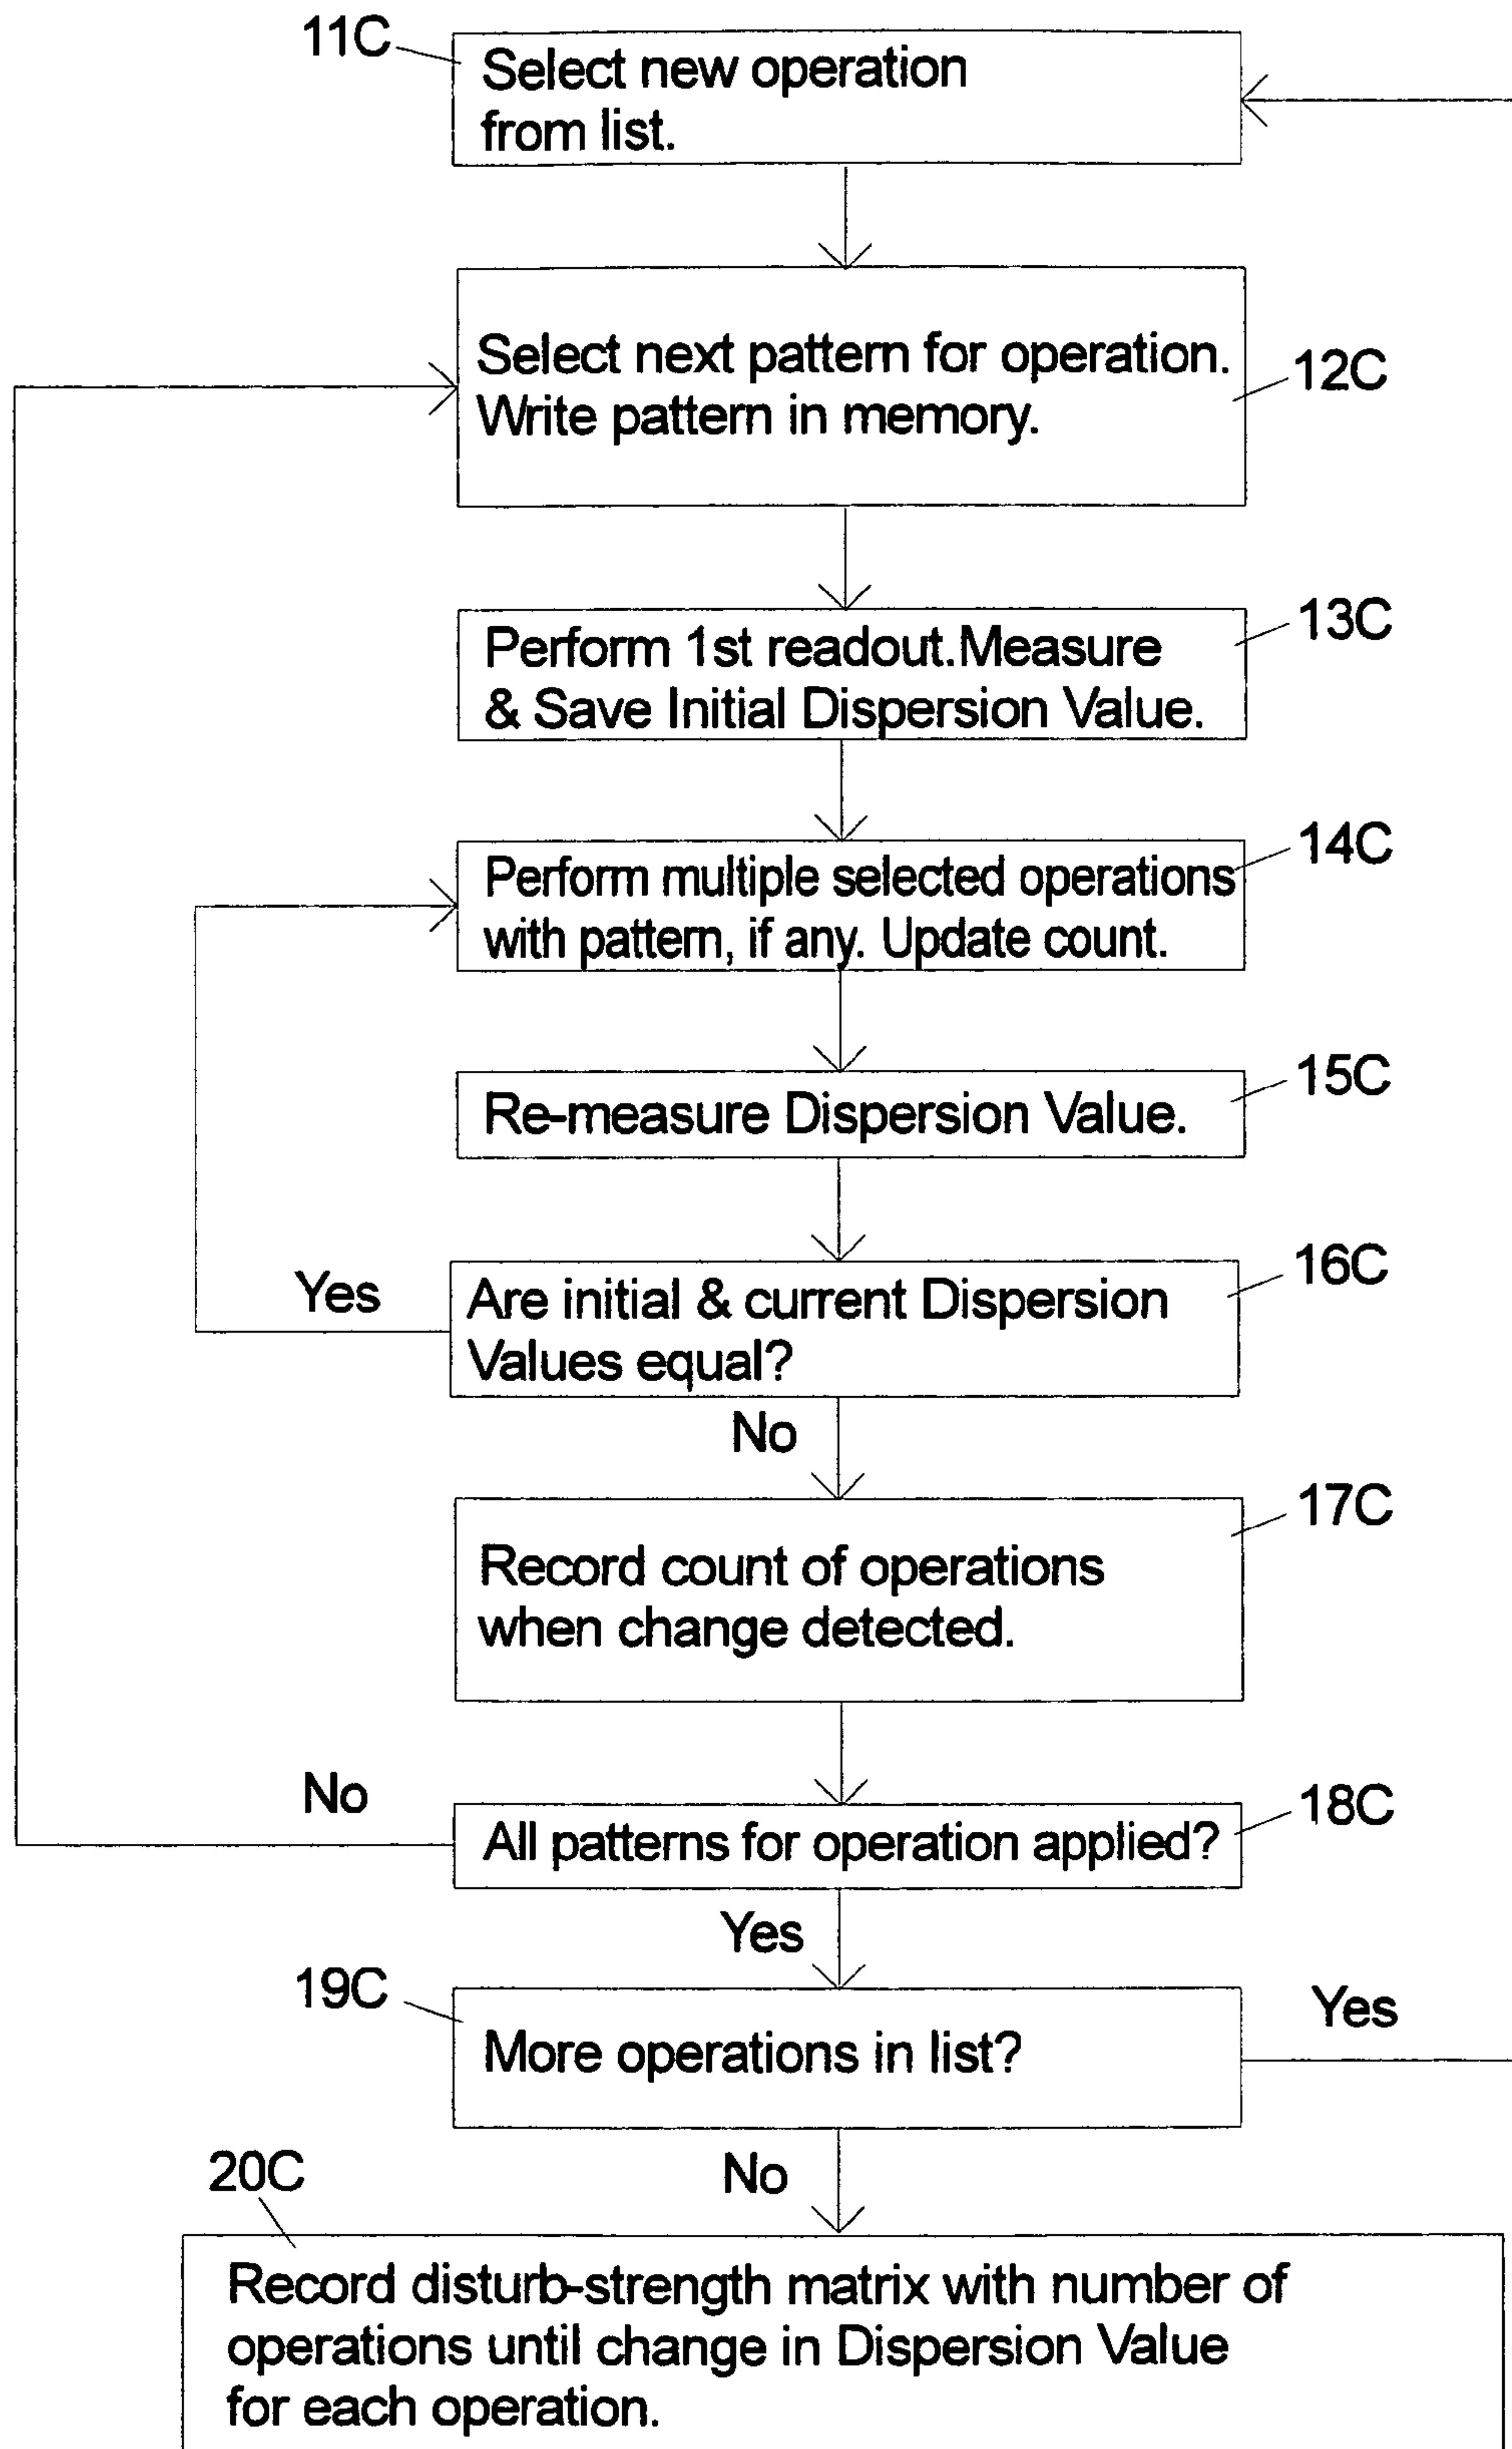 11C
Select new operation
from list.
Select next pattern for operation.
Write pattern in memory.
12C
13C
Perform 1st readout.Measure
& Save Initial Dispersion Value.
14C
Perform multiple selected operations
with pattern, if any. Update count.
15C
Re-measure Dispersion Value.
16C
Yes
Are initial & current Dispersion
Values equal?
No
17C
Record count of operations
when change detected.
No
18C
All patterns for operation applied?
Yes
19C
More operations in list?
Yes
No
20C
Record disturb-strength matrix with number of
operations until change in Dispersion Value
for each operation.